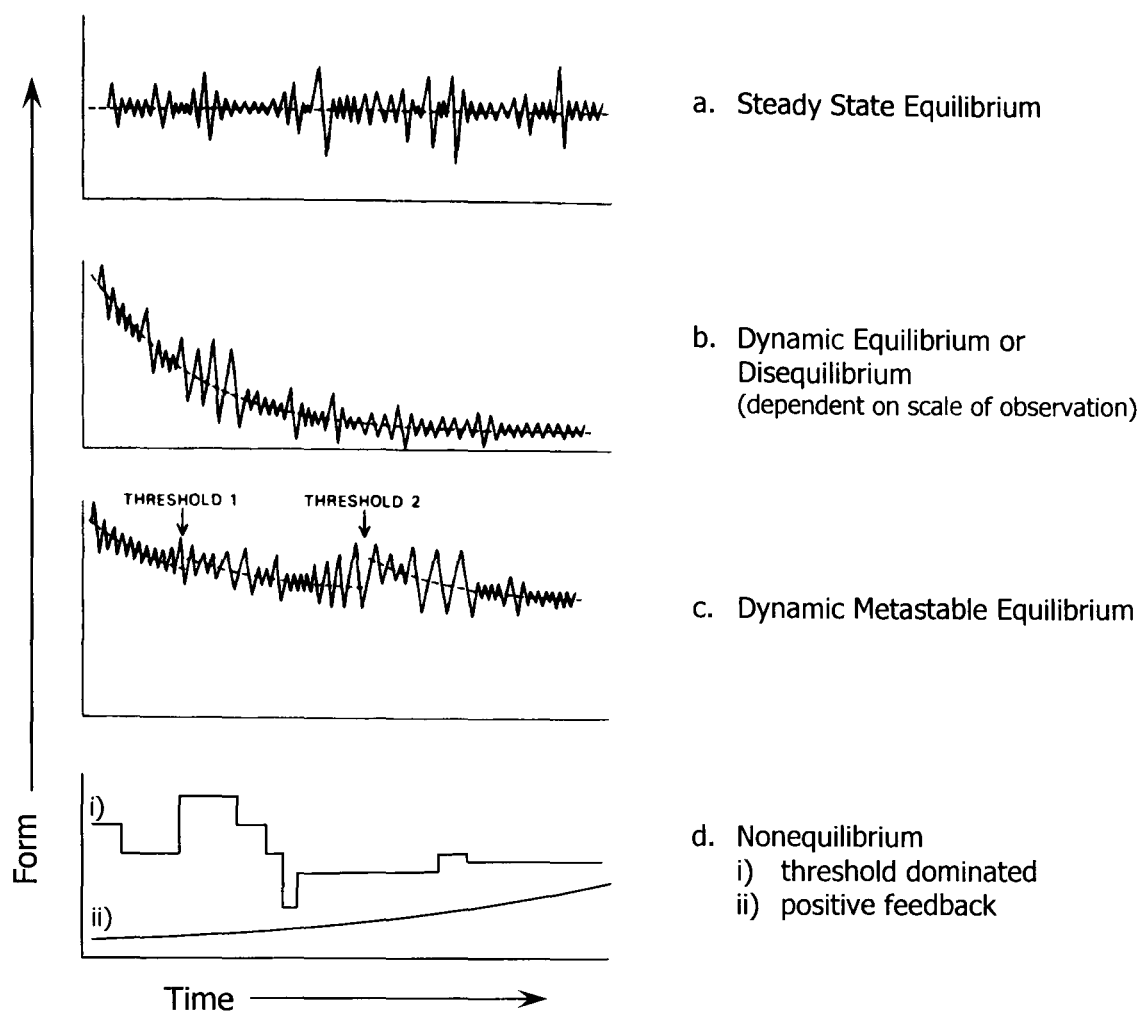 a. Steady State Equilibrium
b. Dynamic Equilibrium or
Disequilibrium
(dependent on scale of observation)
THRESHOLD 1
THRESHOLD 2
c. Dynamic Metastable Equilibrium
i)
ii)
d. Nonequilibrium
i) threshold dominated
ii) positive feedback
Form
Time